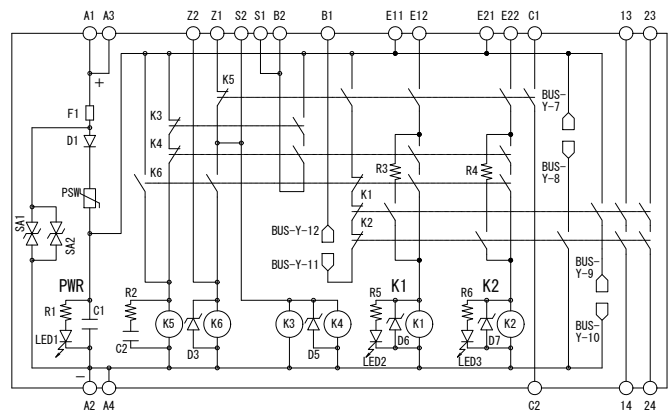 A1 A3 Z2 Z1 S2 S1 B2 B1 E11 E12 E21 E22 C1 13 23
+
K5
BUS-
Y-7
F1
K3
D1
K4
R3
R4
BUS-
Y-8
K6
PSW
K1
SA1
SA2
K2
BUS-Y-12
BUS-Y-11
BUS-
Y-9
PWR
K1
K2
R1
C1
R2
R5
R6
K5 K6 K3 K4 K1 K2
BUS-
Y-10
LED1
C2
D3
D5
D6
LED2
D7
LED3
−
A2 A4 C2 14 24